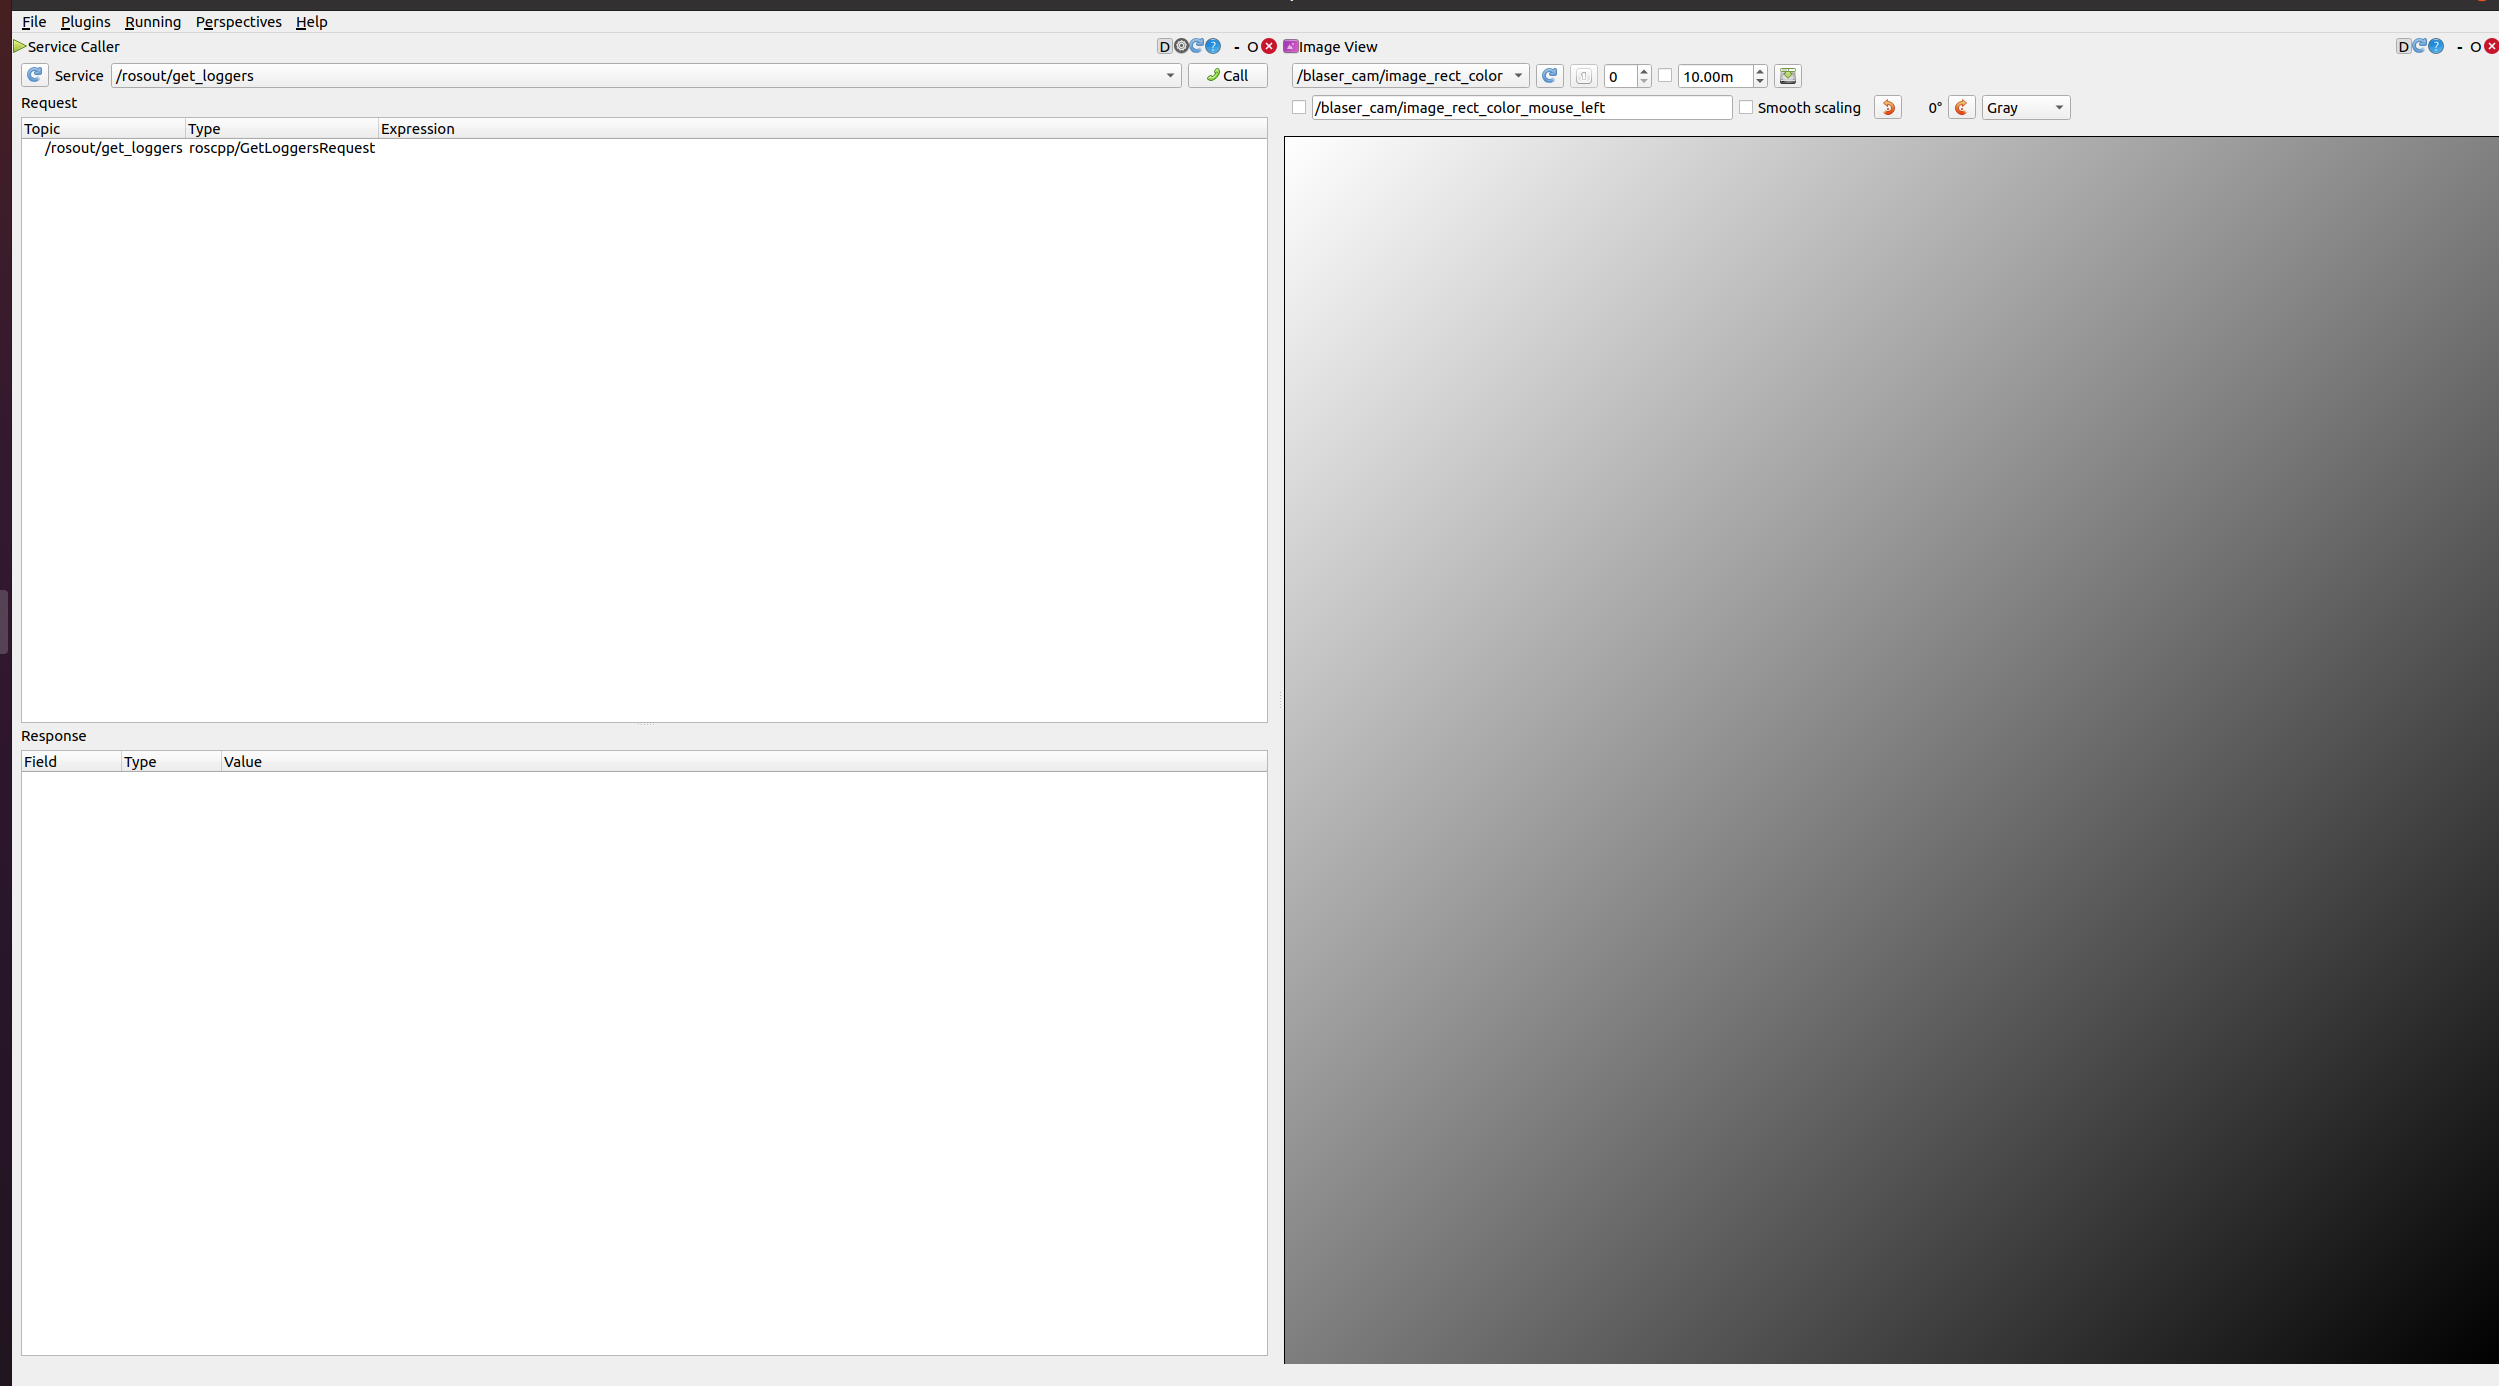 File Plugins Running Perspectives Help
Service Caller
D ? - O
Service /rosout/get_loggers Call
Request
Topic Type Expression
/rosout/get_loggers roscpp/GetLoggersRequest
Response
Field Type Value
Image View
D ? - O
/blaser_cam/image_rect_color 0 10.00m
/blaser_cam/image_rect_color_mouse_left Smooth scaling 0° Gray